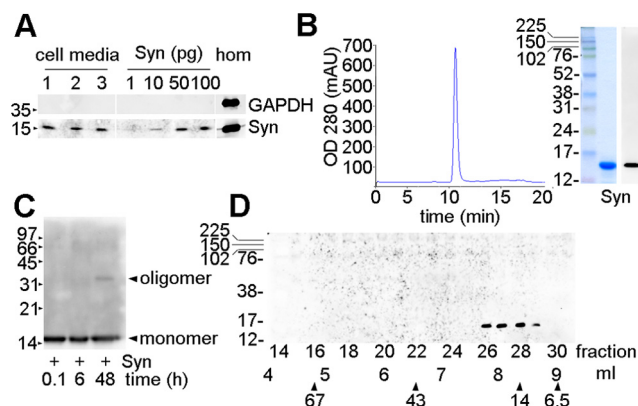 A
cell media Syn (pg) hom
1 2 3 1 10 50 100
35- GAPDH
15- Syn
B
OD 280 (mAU)
700
600
500
400
300
200
100
0 5 10 15 20
time (min)
225
150
102
76-
52-
38-
31-
24-
17-
12-
Syn
C
97-
66-
45-
31-
21-
14-
oligomer
monomer
+ + + Syn
0.1 6 48 time (h)
D
225
150
102
76-
38-
17-
12-
14 16 18 20 22 24 26 28 30 fraction
4 5 6 7 8 9 ml
67 43 14 6.5